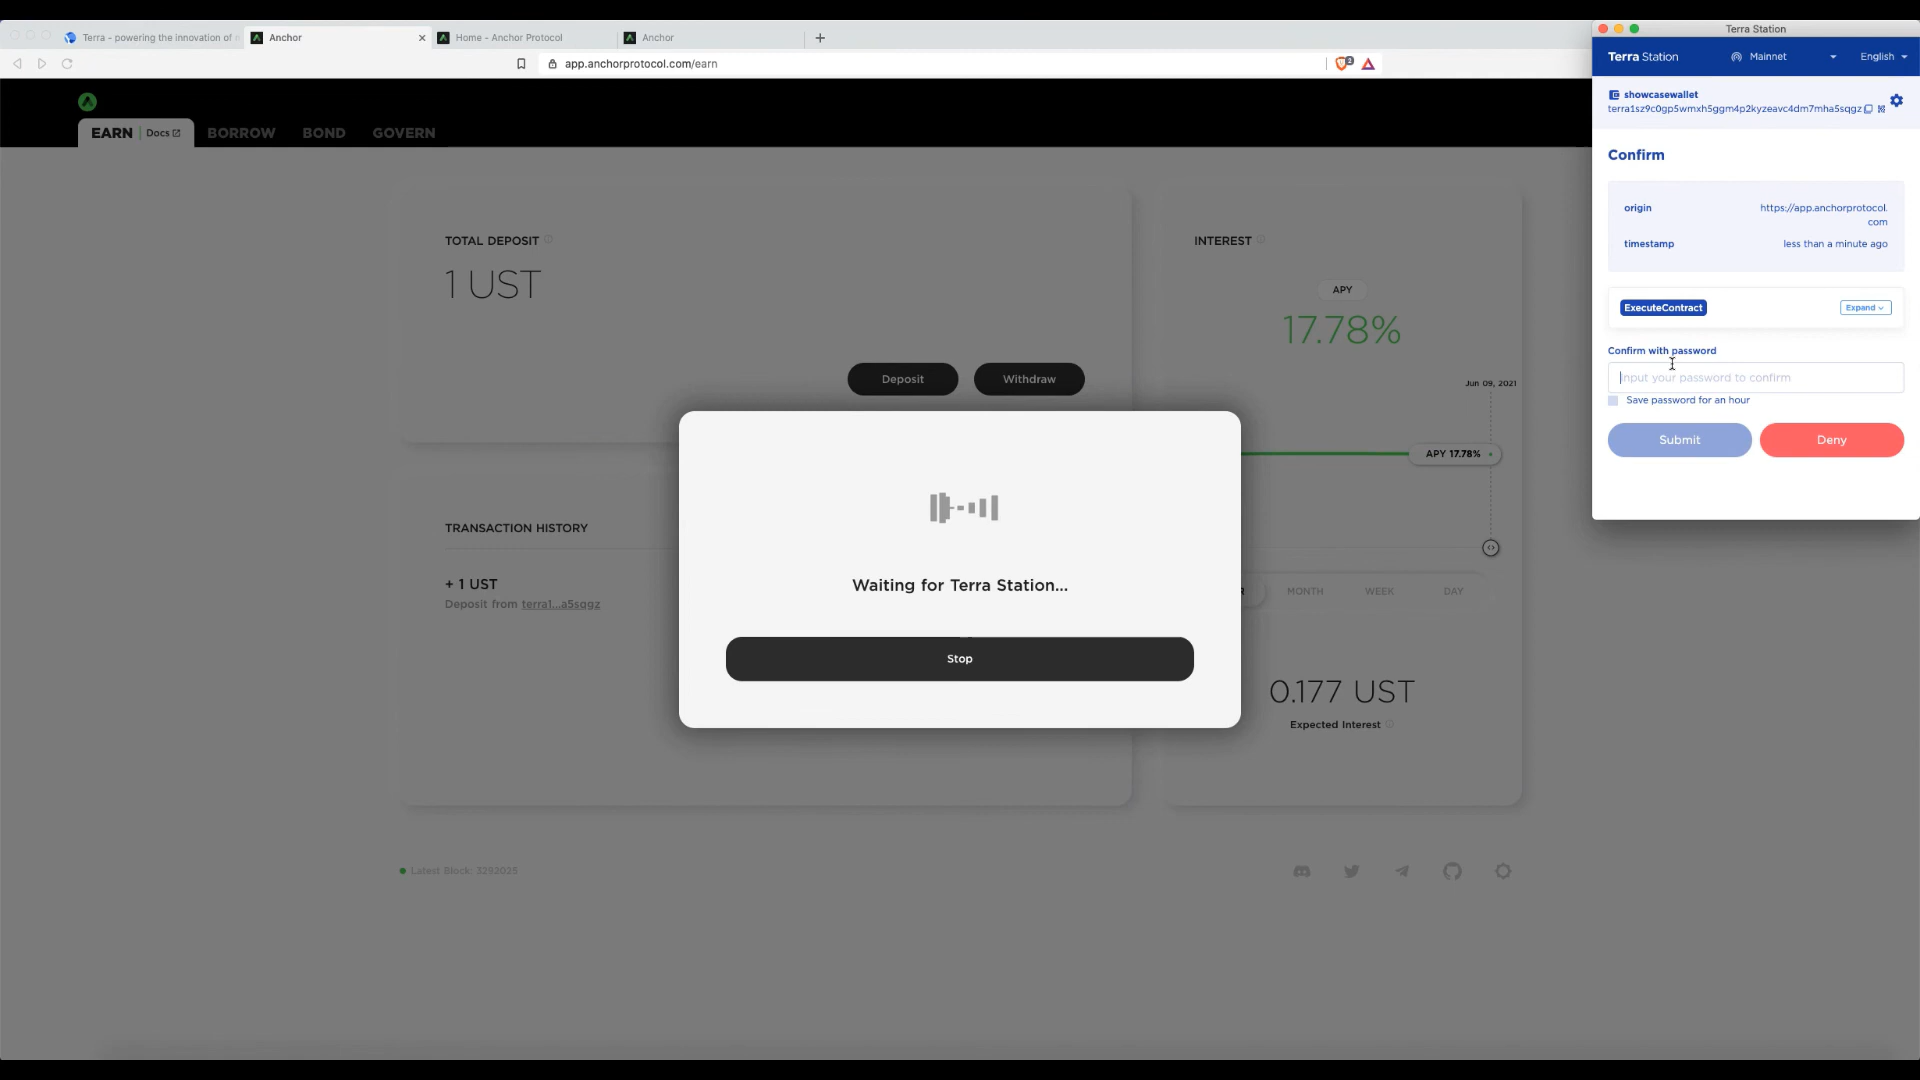 Terra - powering the innovation of
Anchor
Home - Anchor Protocol
Anchor
app.anchorprotocol.com/earn
2
EARN
Docs
BORROW
BOND
GOVERN
TOTAL DEPOSIT
1 UST
Deposit
Withdraw
TRANSACTION HISTORY
+ 1 UST
Deposit from terra1...a5sqgz
INTEREST
APY
17.78%
Jun 09, 2021
APY 17.78%
R
MONTH
WEEK
DAY
0.177 UST
Expected Interest
Waiting for Terra Station...
Stop
Latest Block: 3292025
Terra Station
Terra Station
Mainnet
English
showcasewallet
terra1sz9c0gp5wmxh5ggm4p2kyzeavc4dm7mha5sqgz
Confirm
origin
https://app.anchorprotocol.
com
timestamp
less than a minute ago
ExecuteContract
Expand
Confirm with password
Input your password to confirm
Save password for an hour
Submit
Deny